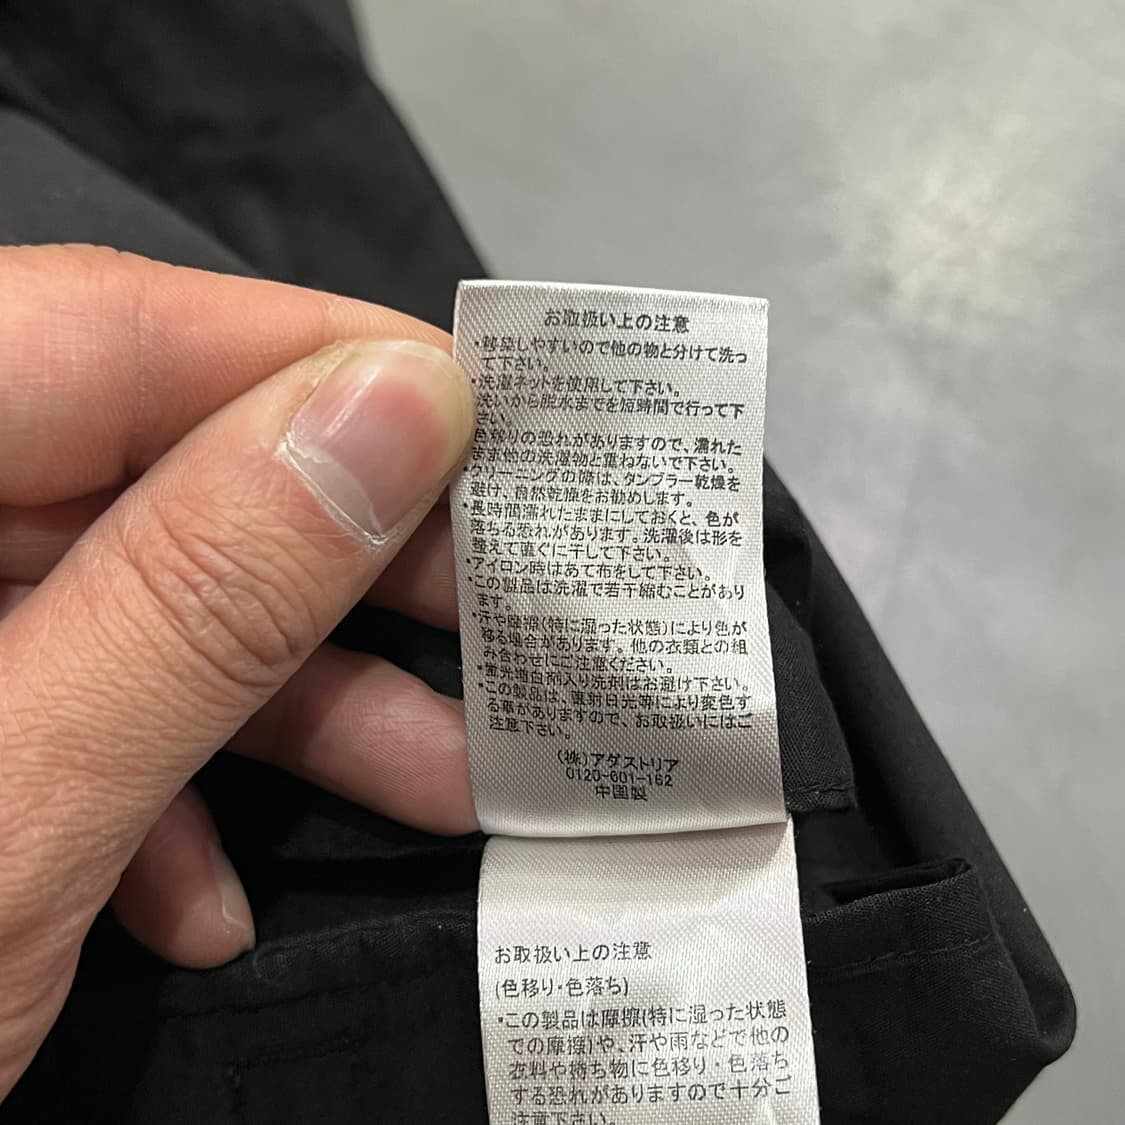 お取扱い上の注意
・移染しやすいので他の物と分けて洗っ
て下さい。
・洗濯ネットを使用して下さい。
洗いから脱水までを短時間で行って下
さい。
色移りの恐れがありますので、濡れた
まま他の洗濯物と重ねないで下さい。
・クリーニングの際は、タンブラー乾燥を
避け、自然乾燥をお勧めします。
・長時間濡れたままにしておくと、色が
落ちる恐れがあります。洗濯後は形を
整えて直ぐに干して下さい。
・アイロン時はあて布をして下さい。
・この製品は洗濯で若干縮むことがあり
ます。
・汗や摩擦(特に湿った状態)により色が
移る場合があります。他の衣類との組
み合わせにご注意ください。
・蛍光増白剤入り洗剤はお避け下さい。
・この製品は、直射日光等により変色す
る事がありますので、お取扱いにはご
注意下さい。
(株)アダストリア
0120-601-162
中国製
お取扱い上の注意
(色移り・色落ち)
・この製品は摩擦(特に湿った状態
での摩擦)や、汗や雨などで他の
衣料や持ち物に色移り・色落ち
する恐れがありますので十分ご
注意下さい。